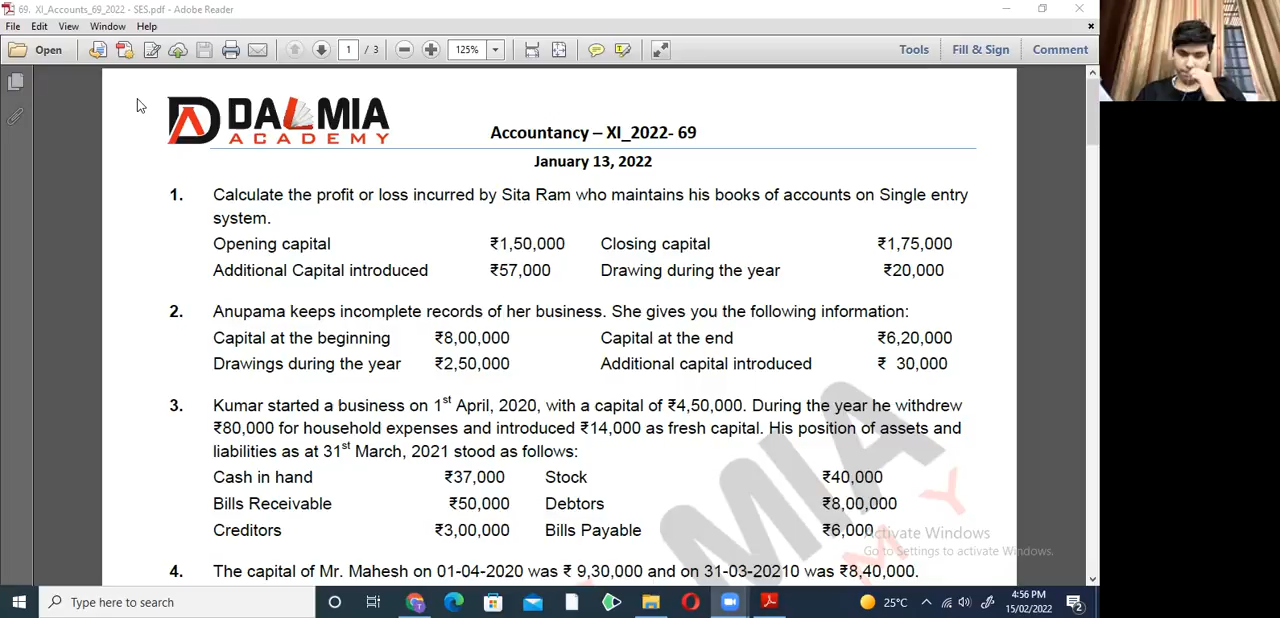 69. XI_Accounts_69_2022 - SES.pdf - Adobe Reader
File Edit View Window Help
Open 1 / 3 125% Tools Fill & Sign Comment
DALMIA
ACADEMY
Accountancy – XI_2022- 69
January 13, 2022
1. Calculate the profit or loss incurred by Sita Ram who maintains his books of accounts on Single entry
system.
Opening capital ₹1,50,000 Closing capital ₹1,75,000
Additional Capital introduced ₹57,000 Drawing during the year ₹20,000
2. Anupama keeps incomplete records of her business. She gives you the following information:
Capital at the beginning ₹8,00,000 Capital at the end ₹6,20,000
Drawings during the year ₹2,50,000 Additional capital introduced ₹ 30,000
3. Kumar started a business on 1st April, 2020, with a capital of ₹4,50,000. During the year he withdrew
₹80,000 for household expenses and introduced ₹14,000 as fresh capital. His position of assets and
liabilities as at 31st March, 2021 stood as follows:
Cash in hand ₹37,000 Stock ₹40,000
Bills Receivable ₹50,000 Debtors ₹8,00,000
Creditors ₹3,00,000 Bills Payable ₹6,000
Activate Windows
Go to Settings to activate Windows.
4. The capital of Mr. Mahesh on 01-04-2020 was ₹ 9,30,000 and on 31-03-20210 was ₹8,40,000.
MIA
MY
Type here to search
25°C
4:56 PM
15/02/2022
2